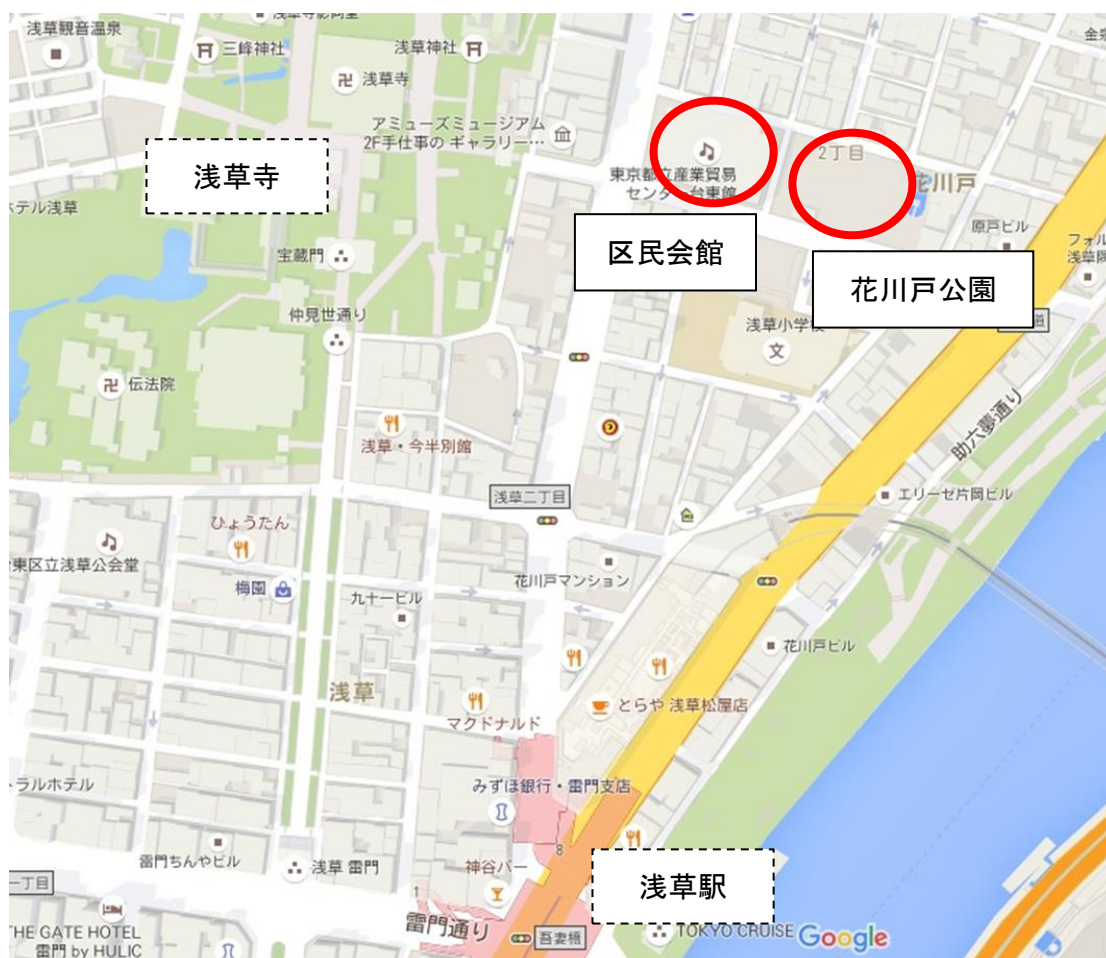 浅草観音温泉
三峰神社
浅草神社
浅草寺
アミューズミュージアム
2F手仕事の ギャラリー…
浅草寺
東京都立産業貿易
センター台東館
2丁目
花川戸
ホテル浅草
宝蔵門
区民会館
原戸ビル
花川戸公園
仲見世通り
浅草小学校
伝法院
浅草・今半別館
助六夢通り
浅草二丁目
エリーゼ片岡ビル
ひょうたん
東区立浅草公会堂
梅園
花川戸マンション
九十一ビル
花川戸ビル
浅草
とらや 浅草松屋店
マクドナルド
みずほ銀行・雷門支店
ラルホテル
雷門ちんやビル
浅草 雷門
神谷バー
8
浅草駅
一丁目
1
雷門通り
吾妻橋
TOKYO CRUISE
Google
THE GATE HOTEL
雷門 by HULIC